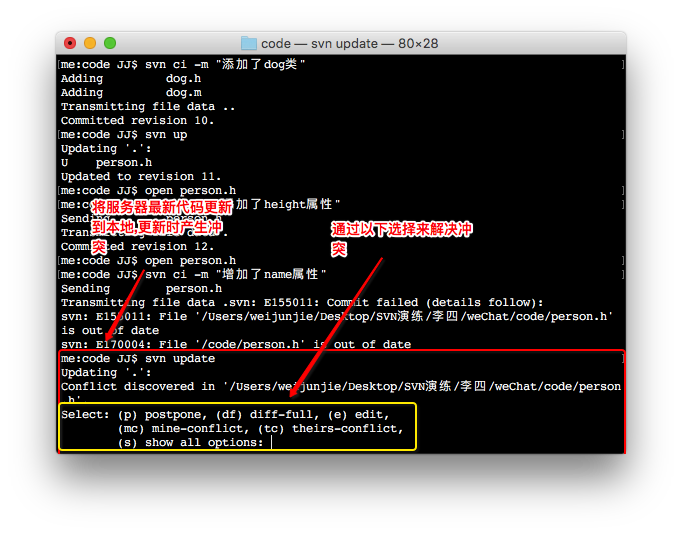 code — svn update — 80×28
me:code JJ$ svn ci -m "添加了dog类"
Adding dog.h
Adding dog.m
Transmitting file data ..
Committed revision 10.
me:code JJ$ svn up
Updating '.':
U person.h
Updated to revision 11.
me:code JJ$ open person.h
me:co 加了height属性"
Sending person.h
Trans
Comm 12.
将服务器最新代码更新
到本地,更新时产生冲
突
通过以下选择来解决冲
突
me:code JJ$ open person.h
me:code JJ$ svn ci -m "增加了name属性"
Sending person.h
Transmitting file data .svn: E155011: Commit failed (details follow):
svn: E155011: File '/Users/weijunjie/Desktop/SVN演练/李四/weChat/code/person.h'
is out of date
svn: E170004: File '/code/person.h' is out of date
me:code JJ$ svn update
Updating '.':
Conflict discovered in '/Users/weijunjie/Desktop/SVN演练/李四/weChat/code/person
.h'
Select: (p) postpone, (df) diff-full, (e) edit,
(mc) mine-conflict, (tc) theirs-conflict,
(s) show all options: